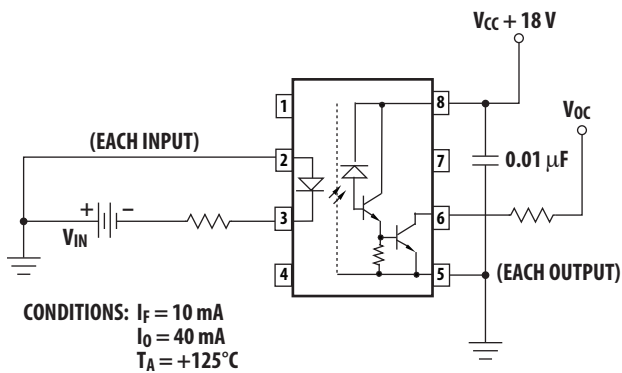 VCC + 18 V
VOC
1
8
(EACH INPUT)
2
7
0.01 μF
+
–
VIN
3
6
4
5
(EACH OUTPUT)
CONDITIONS: IF = 10 mA
IO = 40 mA
TA = +125°C